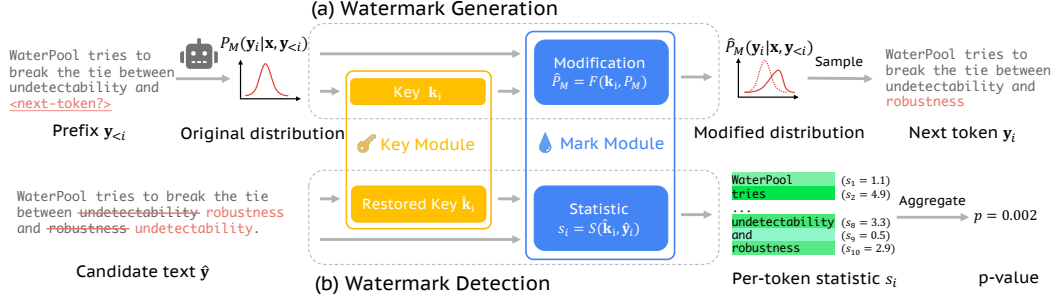 (a) Watermark Generation
WaterPool tries to
break the tie between
undetectability and
<next-token?>
Prefix 𝐲<i
P_M(𝐲_i|𝐱, 𝐲<i)
Original distribution
Key 𝐤_i
Key Module
Modification
P̂_M = F(𝐤_i, P_M)
Mark Module
P̂_M(𝐲_i|𝐱, 𝐲<i)
Modified distribution
Sample
WaterPool tries to
break the tie between
undetectability and
robustness
Next token 𝐲_i
WaterPool tries to break the tie
between undetectability robustness
and robustness undetectability.
Candidate text 𝐲̂
Restored Key 𝐤̂_i
Statistic
s_i = S(𝐤̂_i, 𝐲̂_i)
WaterPool (s_1 = 1.1)
tries (s_2 = 4.9)
...
undetectability (s_8 = 3.3)
and (s_9 = 0.5)
robustness (s_10 = 2.9)
Per-token statistic s_i
Aggregate
p = 0.002
p-value
(b) Watermark Detection